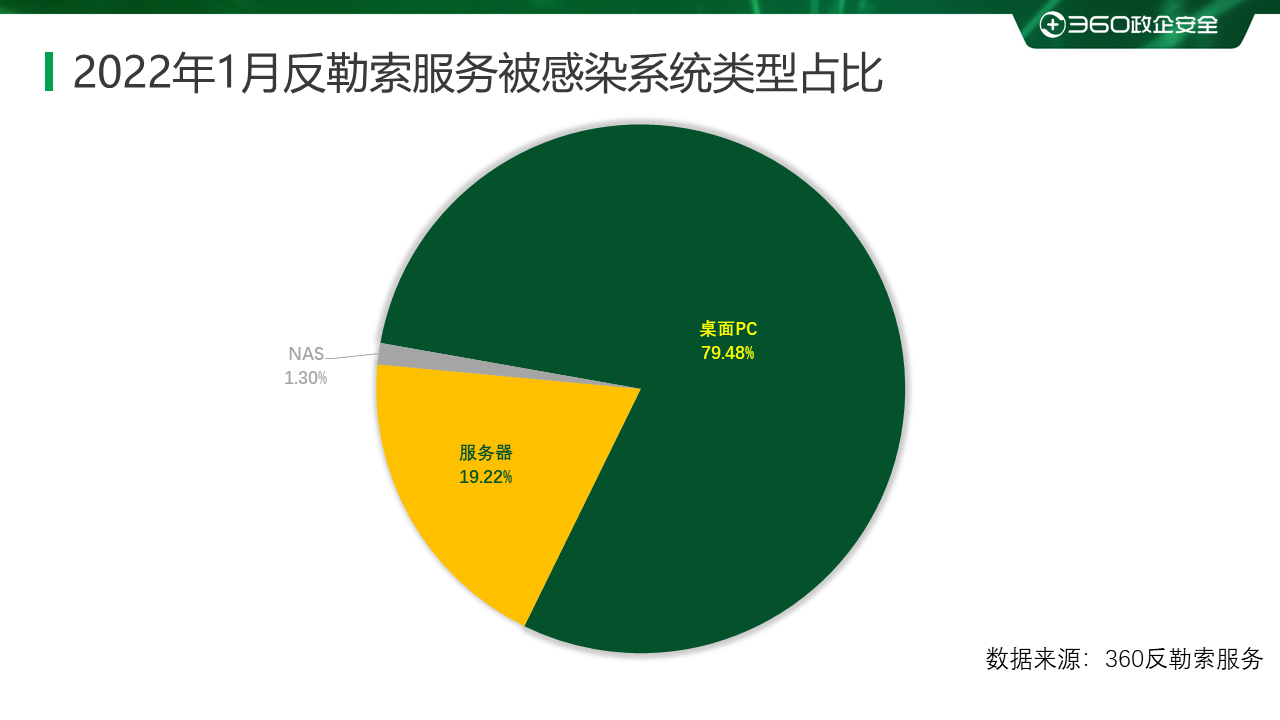 360政企安全
2022年1月反勒索服务被感染系统类型占比
桌面PC
79.48%
NAS
1.30%
服务器
19.22%
数据来源：360反勒索服务